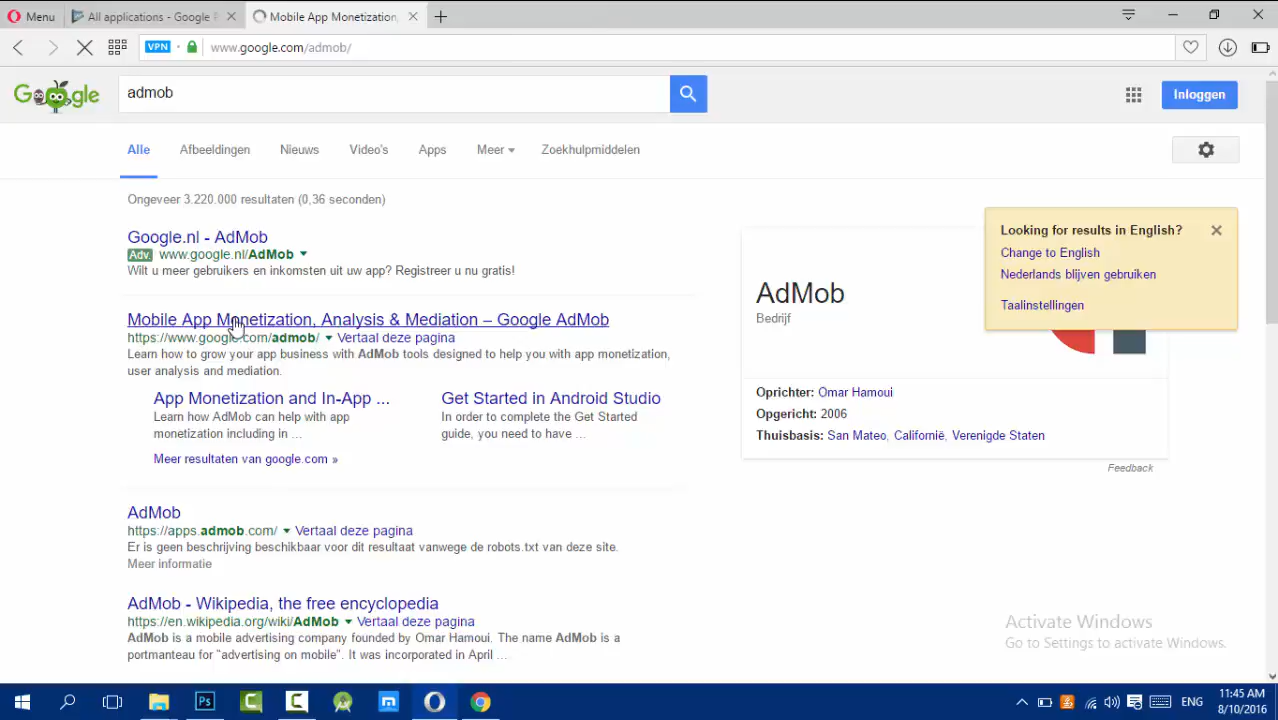 Menu
All applications - Google P
Mobile App Monetization,
VPN
www.google.com/admob/
Google
admob
Inloggen
Alle
Afbeeldingen
Nieuws
Video's
Apps
Meer
Zoekhulpmiddelen
Ongeveer 3.220.000 resultaten (0,36 seconden)
Google.nl - AdMob
Adv www.google.nl/AdMob
Wilt u meer gebruikers en inkomsten uit uw app? Registreer u nu gratis!
Mobile App Monetization, Analysis & Mediation – Google AdMob
https://www.google.com/admob/ Vertaal deze pagina
Learn how to grow your app business with AdMob tools designed to help you with app monetization,
user analysis and mediation.
App Monetization and In-App ...
Learn how AdMob can help with app
monetization including in ...
Get Started in Android Studio
In order to complete the Get Started
guide, you need to have ...
Meer resultaten van google.com »
AdMob
https://apps.admob.com/ Vertaal deze pagina
Er is geen beschrijving beschikbaar voor dit resultaat vanwege de robots.txt van deze site.
Meer informatie
AdMob - Wikipedia, the free encyclopedia
https://en.wikipedia.org/wiki/AdMob Vertaal deze pagina
AdMob is a mobile advertising company founded by Omar Hamoui. The name AdMob is a
portmanteau for "advertising on mobile". It was incorporated in April ...
Looking for results in English?
Change to English
Nederlands blijven gebruiken
Taalinstellingen
AdMob
Bedrijf
Oprichter: Omar Hamoui
Opgericht: 2006
Thuisbasis: San Mateo, Californië, Verenigde Staten
Feedback
Activate Windows
Go to Settings to activate Windows.
Ps
ENG
11:45 AM
8/10/2016